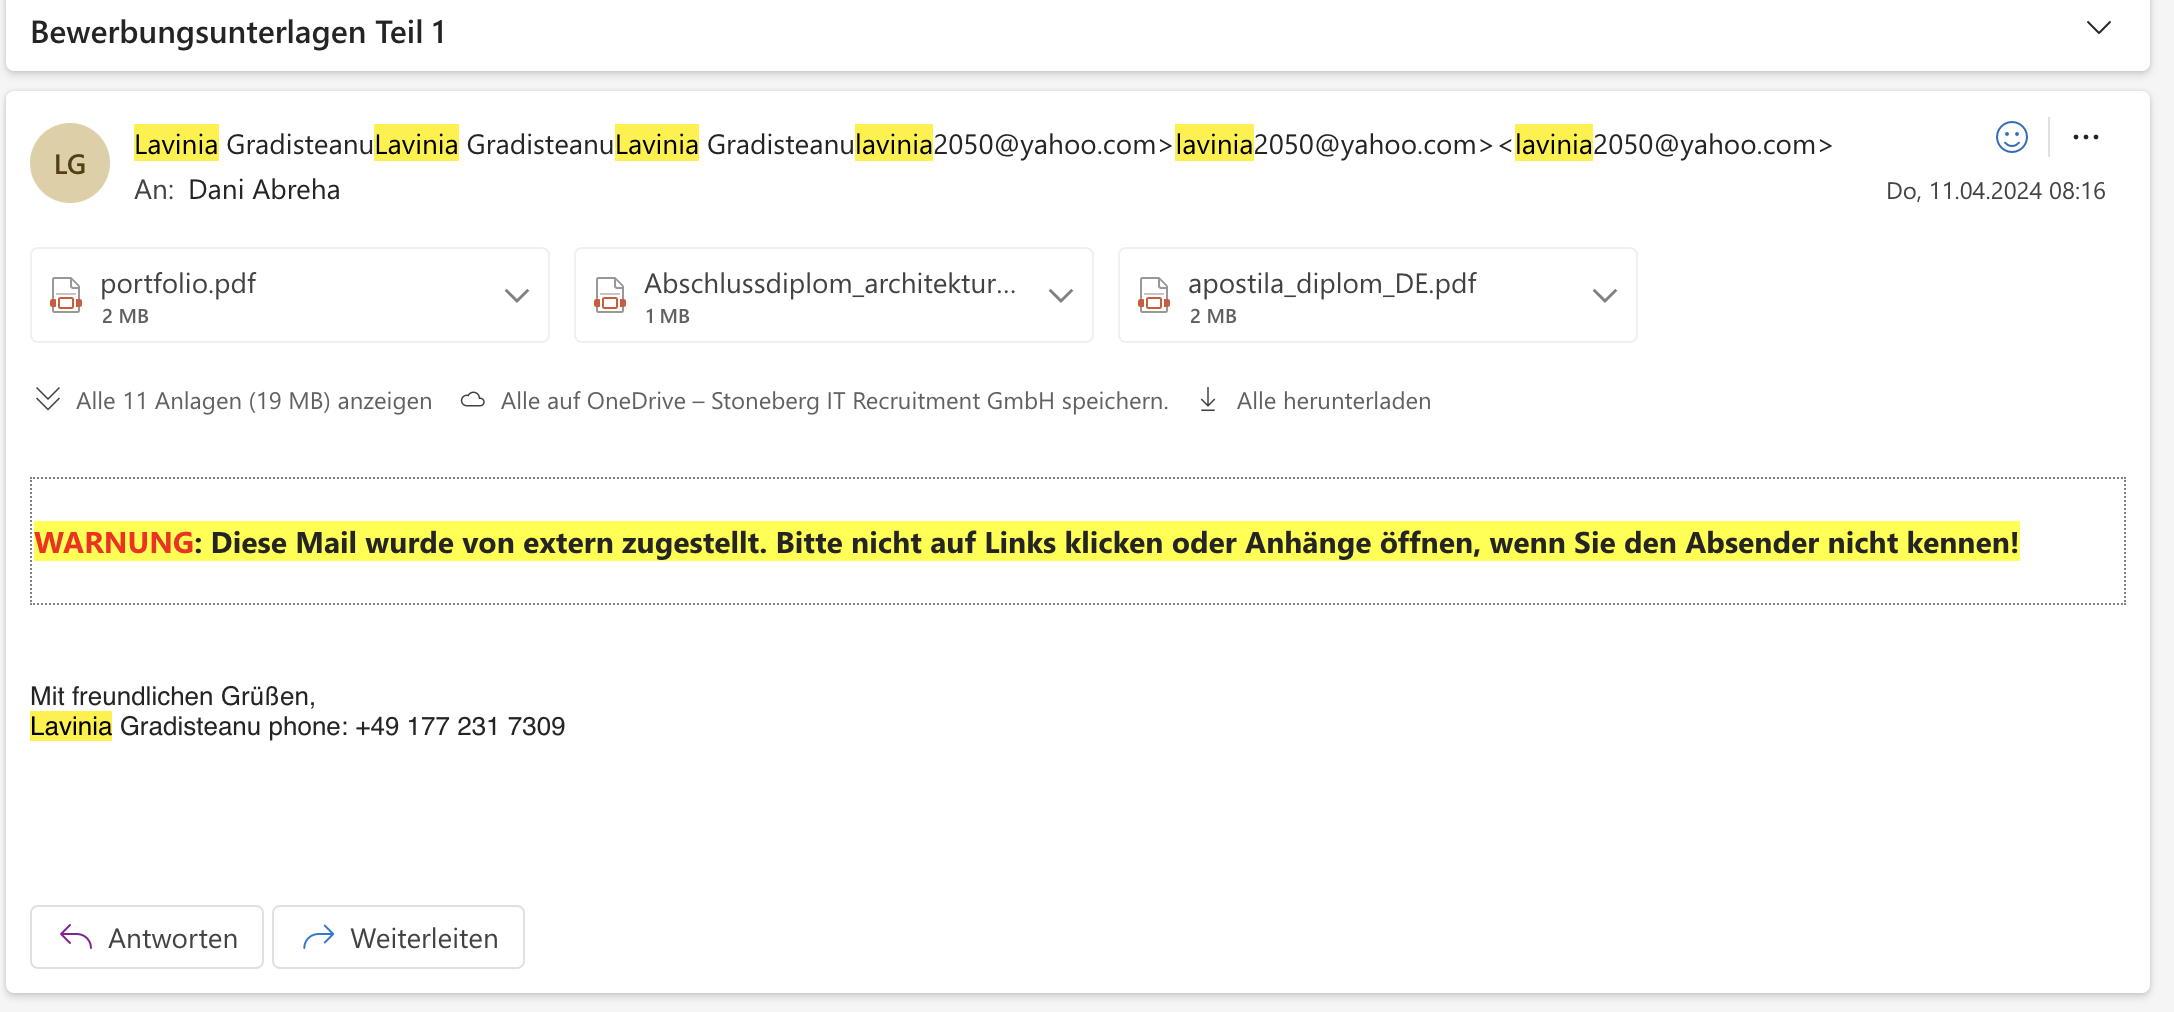 Bewerbungsunterlagen Teil 1
LG
Lavinia GradisteanuLavinia GradisteanuLavinia Gradisteanulavinia2050@yahoo.com>lavinia2050@yahoo.com><lavinia2050@yahoo.com>
An: Dani Abreha
Do, 11.04.2024 08:16
portfolio.pdf
2 MB
Abschlussdiplom_architektur...
1 MB
apostila_diplom_DE.pdf
2 MB
Alle 11 Anlagen (19 MB) anzeigen Alle auf OneDrive – Stoneberg IT Recruitment GmbH speichern. Alle herunterladen
WARNUNG: Diese Mail wurde von extern zugestellt. Bitte nicht auf Links klicken oder Anhänge öffnen, wenn Sie den Absender nicht kennen!
Mit freundlichen Grüßen,
Lavinia Gradisteanu phone: +49 177 231 7309
Antworten Weiterleiten